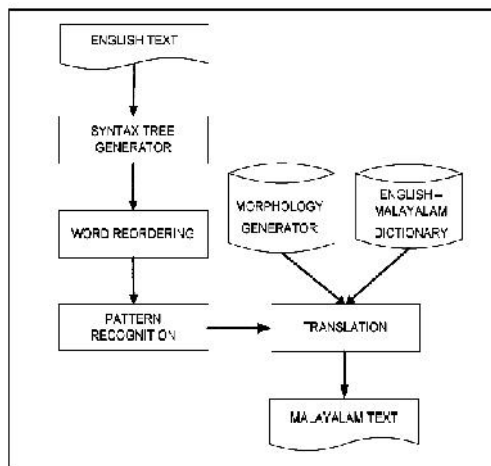 ENGLISH TEXT
SYNTAX TREE
GENERATOR
WORD REORDERING
PATTERN
RECOGNITION
MORPHOLOGY
GENERATOR
ENGLISH –
MALAYALAM
DICTIONARY
TRANSLATION
MALAYALAM TEXT